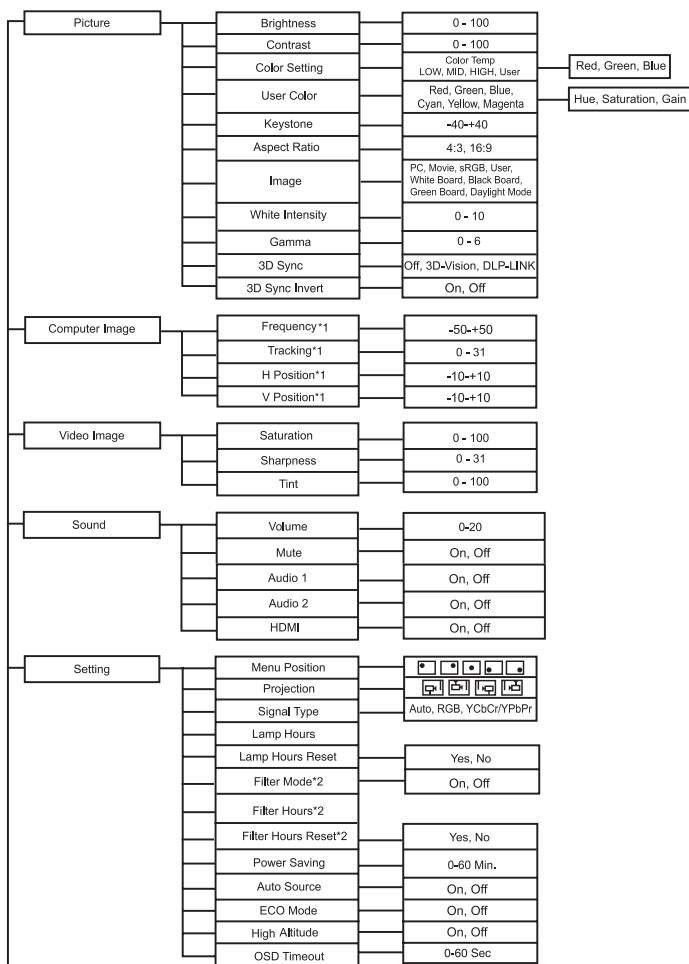 Picture
Brightness
0 - 100
Contrast
0 - 100
Color Setting
Color Temp
LOW, MID, HIGH, User
Red, Green, Blue
User Color
Red, Green, Blue,
Cyan, Yellow, Magenta
Hue, Saturation, Gain
Keystone
-40-+40
Aspect Ratio
4:3, 16:9
Image
PC, Movie, sRGB, User,
White Board, Black Board,
Green Board, Daylight Mode
White Intensity
0 - 10
Gamma
0 - 6
3D Sync
Off, 3D-Vision, DLP-LINK
3D Sync Invert
On, Off
Computer Image
Frequency*1
-50-+50
Tracking*1
0 - 31
H Position*1
-10-+10
V Position*1
-10-+10
Video Image
Saturation
0 - 100
Sharpness
0 - 31
Tint
0 - 100
Sound
Volume
0-20
Mute
On, Off
Audio 1
On, Off
Audio 2
On, Off
HDMI
On, Off
Setting
Menu Position
Projection
Signal Type
Auto, RGB, YCbCr/YPbPr
Lamp Hours
Lamp Hours Reset
Yes, No
Filter Mode*2
On, Off
Filter Hours*2
Filter Hours Reset*2
Yes, No
Power Saving
0-60 Min.
Auto Source
On, Off
ECO Mode
On, Off
High Altitude
On, Off
OSD Timeout
0-60 Sec